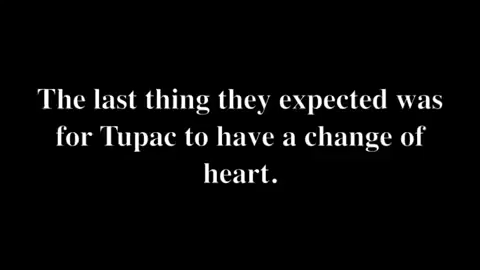 The last thing they expected was
for Tupac to have a change of
heart.